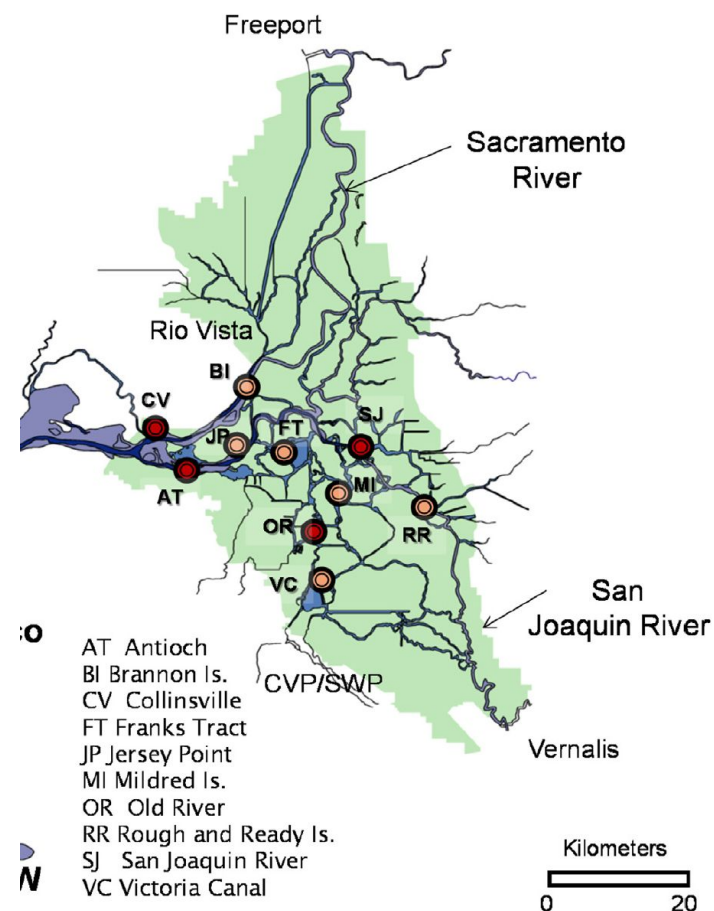 Freeport
Sacramento
River
Rio Vista
BI
CV
SJ
FT
JP
AT
MI
OR
RR
VC
San
Joaquin River
CVP/SWP
Vernalis
AT Antioch
BI Brannon Is.
CV Collinsville
FT Franks Tract
JP Jersey Point
MI Mildred Is.
OR Old River
RR Rough and Ready Is.
SJ San Joaquin River
VC Victoria Canal
Kilometers
0 20